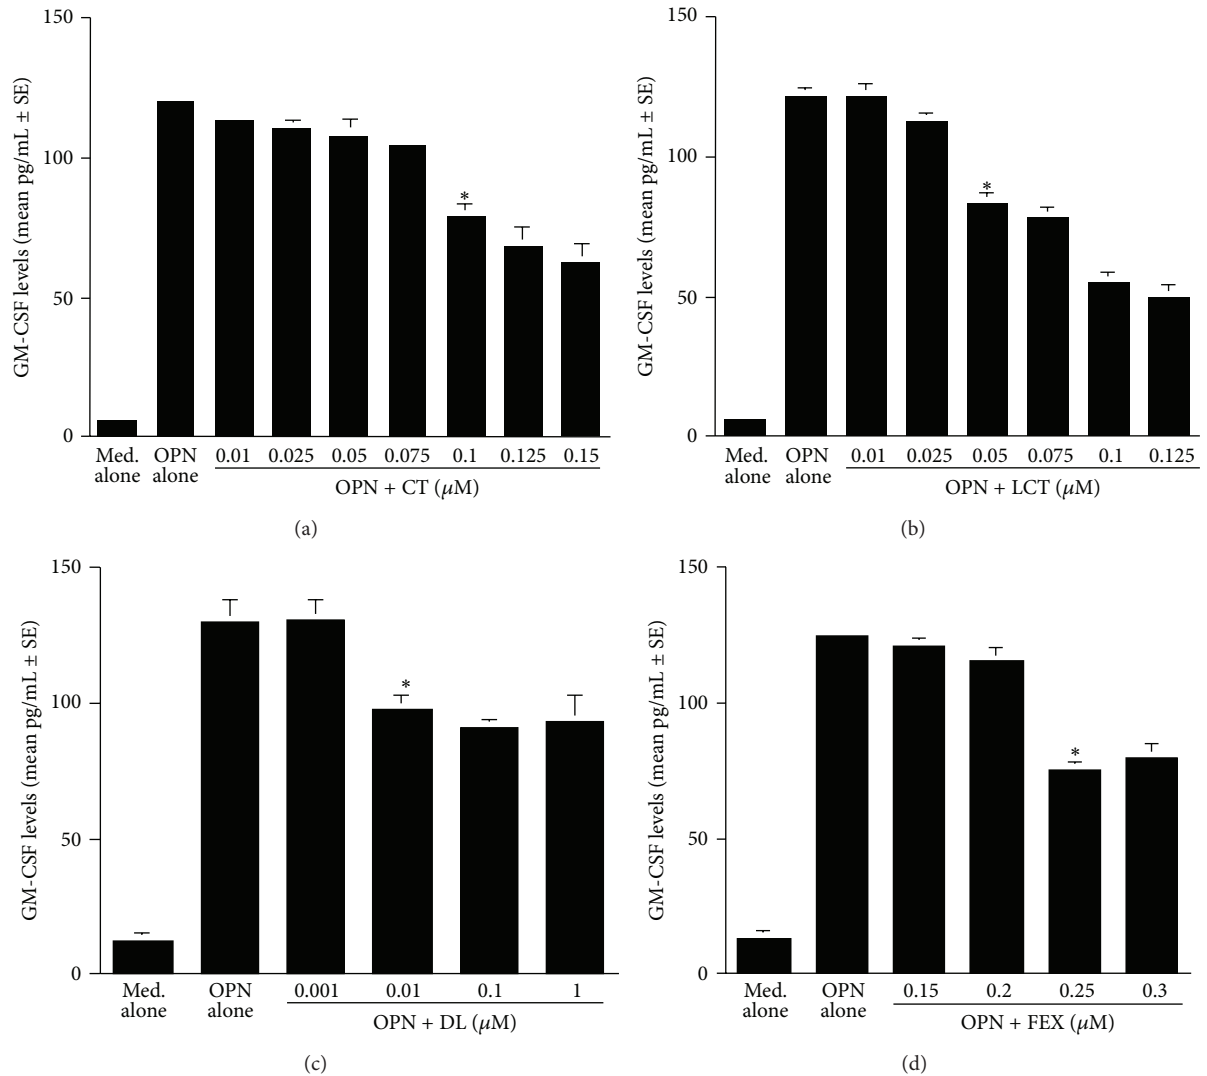 150
100
50
0
GM-CSF levels (mean pg/mL ± SE)
*
Med. alone
OPN alone
0.01 0.025 0.05 0.075 0.1 0.125 0.15
OPN + CT (μM)
(a)
150
100
50
0
GM-CSF levels (mean pg/mL ± SE)
*
Med. alone
OPN alone
0.01 0.025 0.05 0.075 0.1 0.125
OPN + LCT (μM)
(b)
150
100
50
0
GM-CSF levels (mean pg/mL ± SE)
*
Med. alone
OPN alone
0.001 0.01 0.1 1
OPN + DL (μM)
(c)
150
100
50
0
GM-CSF levels (mean pg/mL ± SE)
*
Med. alone
OPN alone
0.15 0.2 0.25 0.3
OPN + FEX (μM)
(d)